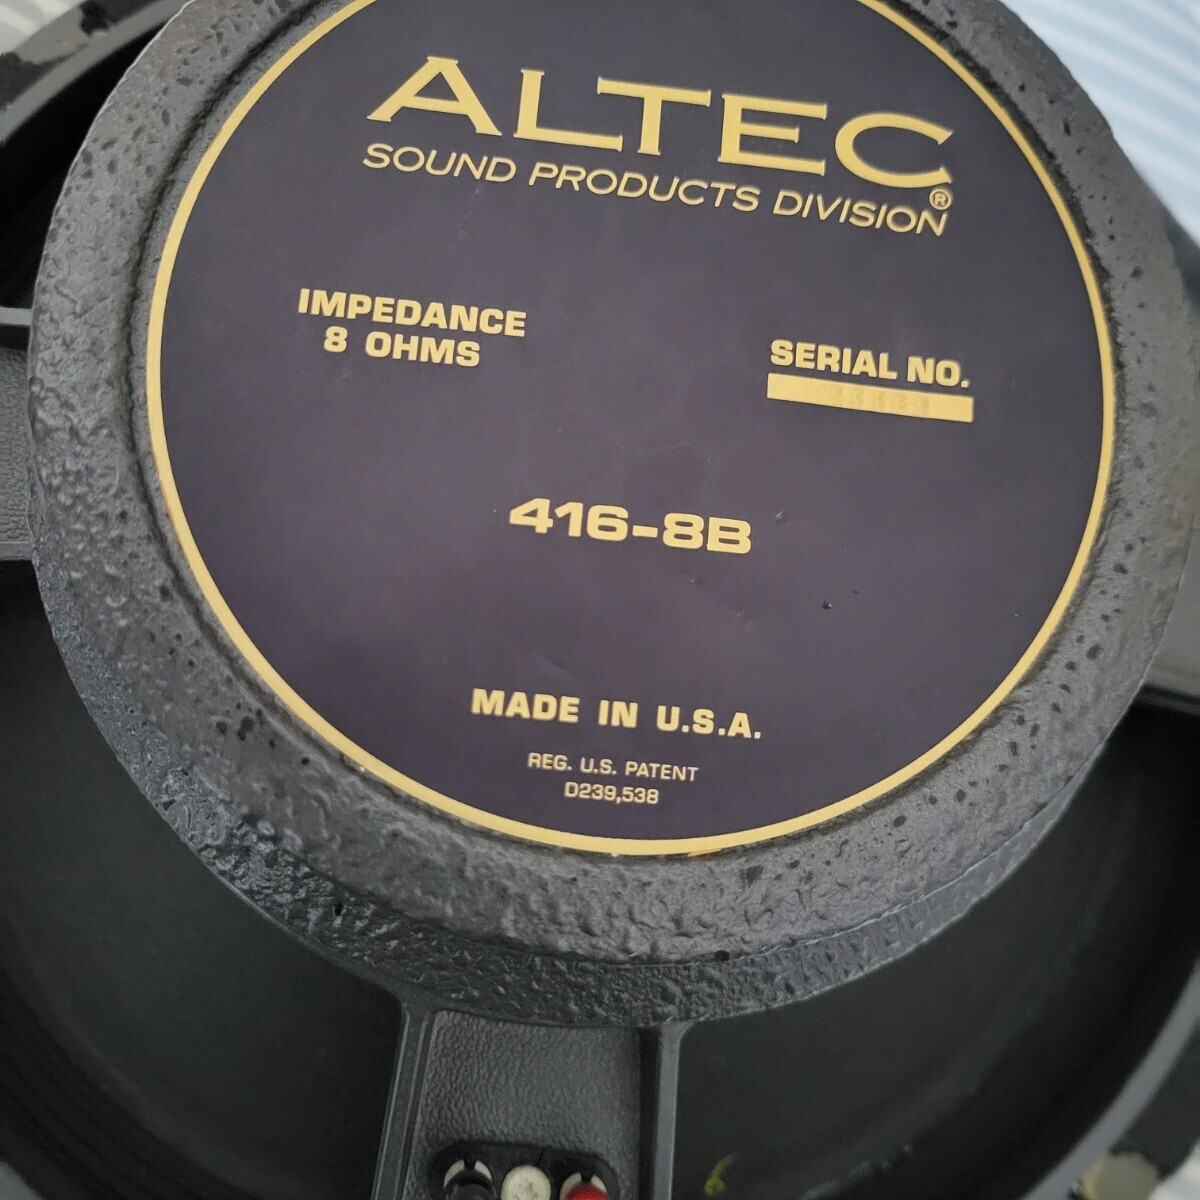 ALTEC®
SOUND PRODUCTS DIVISION
IMPEDANCE
8 OHMS
SERIAL NO.
416-8B
MADE IN U.S.A.
REG. U.S. PATENT
D239,538